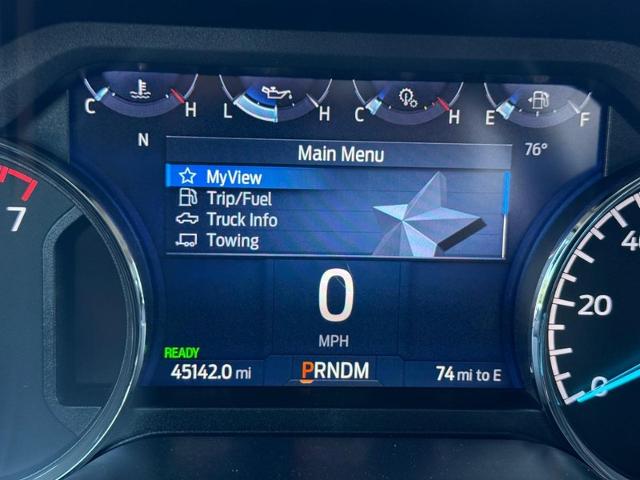 C H L H C H E F
N
76°
Main Menu
MyView
Trip/Fuel
Truck Info
Towing
7
40
20
0
0
MPH
READY
45142.0 mi
PRNDM
74 mi to E